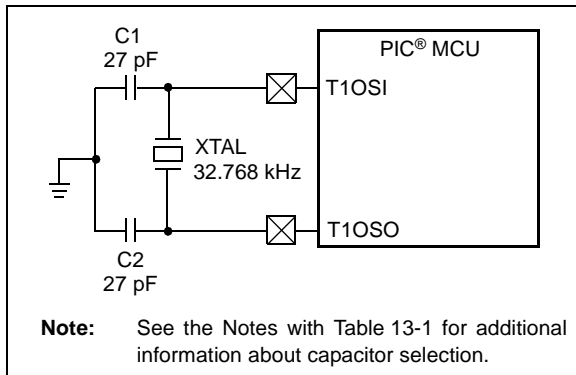 C1
27 pF
PIC® MCU
T1OSI
XTAL
32.768 kHz
T1OSO
C2
27 pF
Note: See the Notes with Table 13-1 for additional
information about capacitor selection.